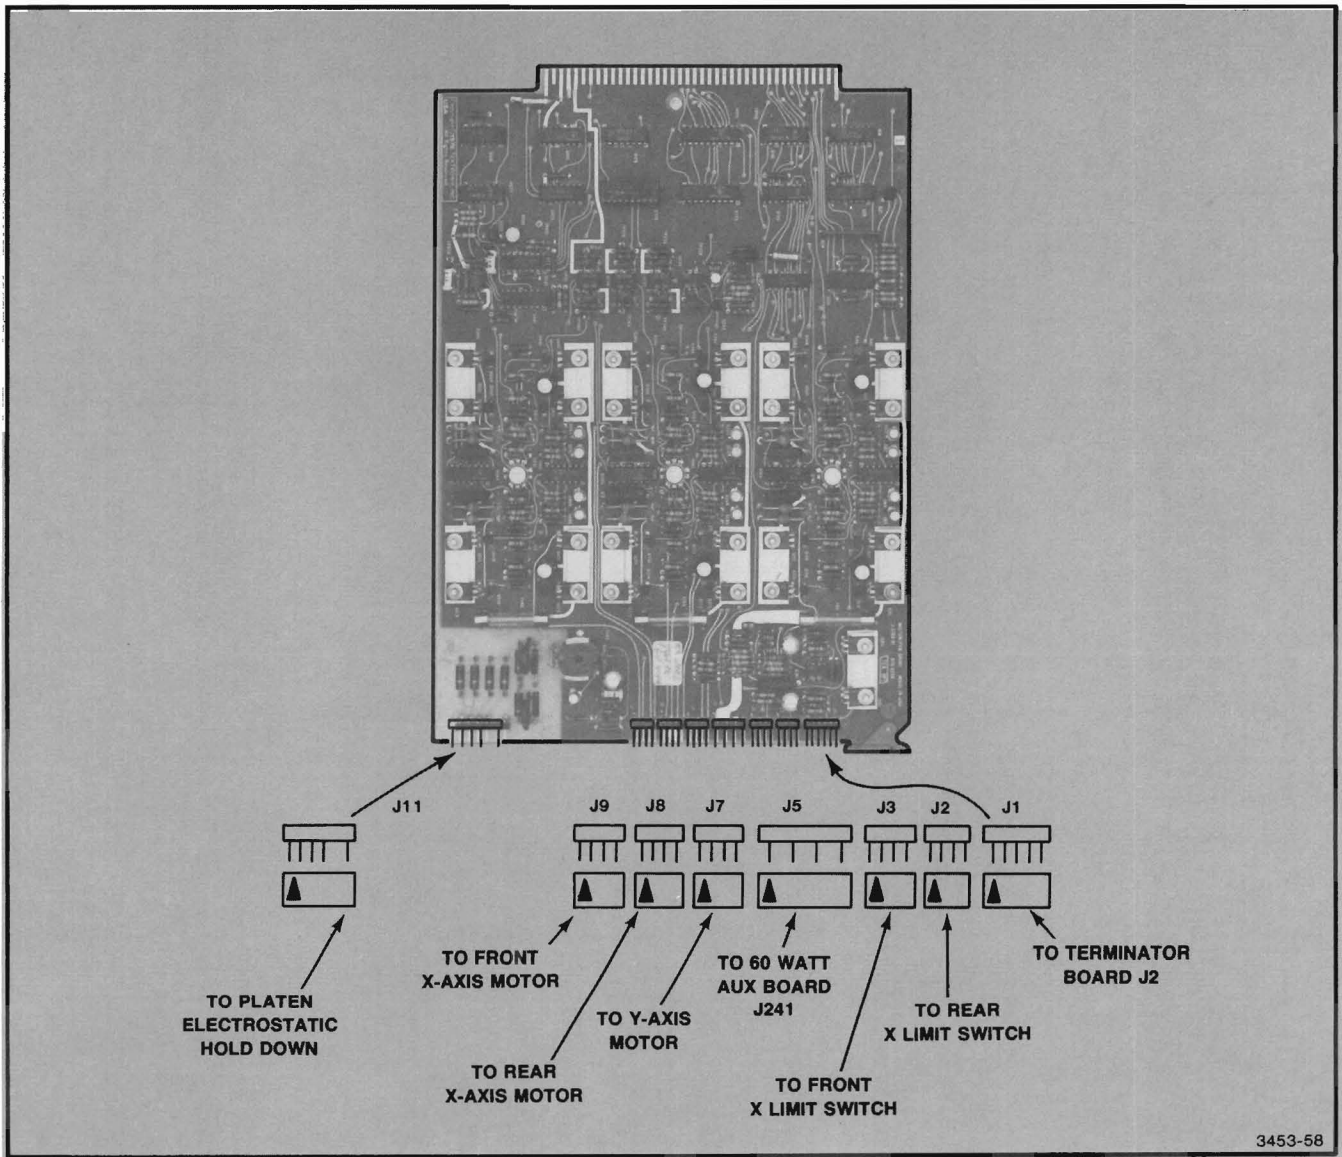 J11
J9
J8
J7
J5
J3
J2
J1
TO PLATEN
ELECTROSTATIC
HOLD DOWN
TO FRONT
X-AXIS MOTOR
TO REAR
X-AXIS MOTOR
TO Y-AXIS
MOTOR
TO 60 WATT
AUX BOARD
J241
TO FRONT
X LIMIT SWITCH
TO REAR
X LIMIT SWITCH
TO TERMINATOR
BOARD J2
3453-58